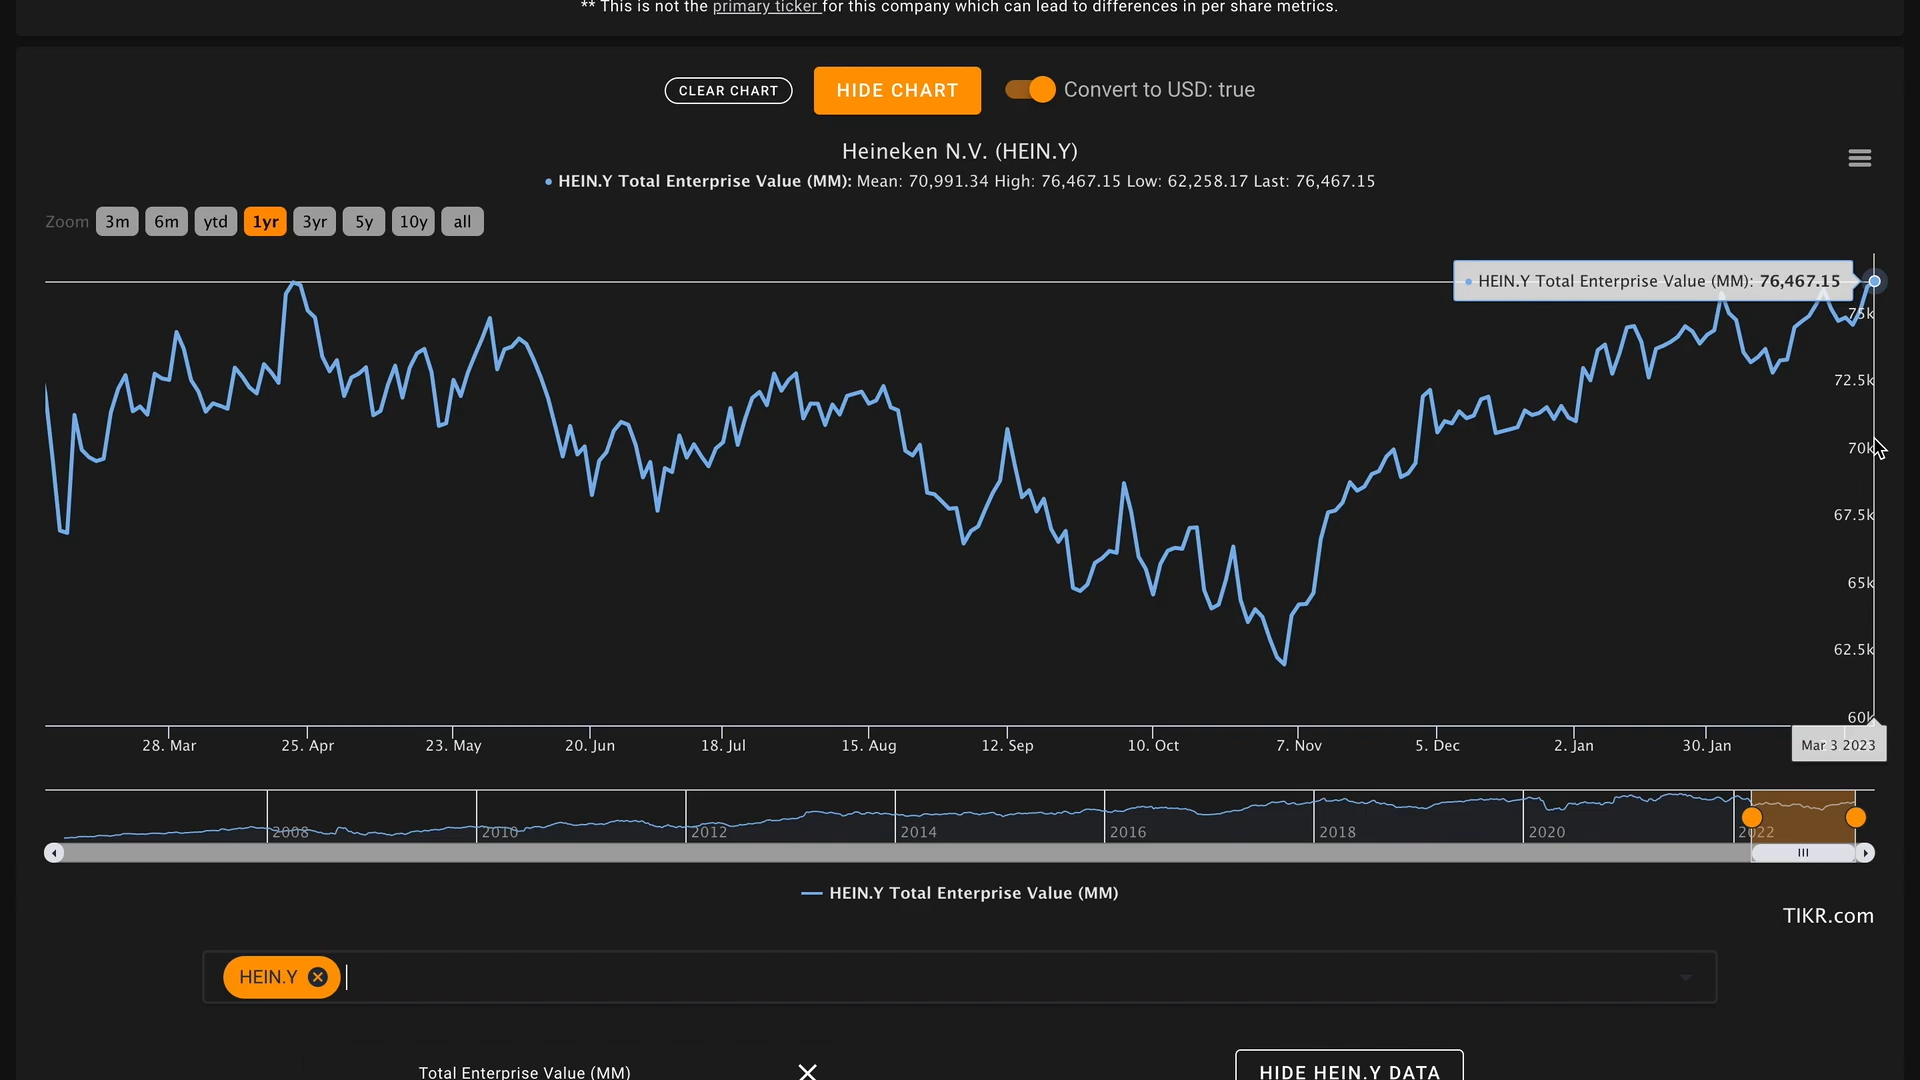 ** This is not the primary ticker for this company which can lead to differences in per share metrics.
CLEAR CHART
HIDE CHART
Convert to USD: true
Heineken N.V. (HEIN.Y)
HEIN.Y Total Enterprise Value (MM): Mean: 70,991.34 High: 76,467.15 Low: 62,258.17 Last: 76,467.15
Zoom 3m 6m ytd 1yr 3yr 5y 10y all
HEIN.Y Total Enterprise Value (MM): 76,467.15
75k
72.5k
70k
67.5k
65k
62.5k
60k
28. Mar 25. Apr 23. May 20. Jun 18. Jul 15. Aug 12. Sep 10. Oct 7. Nov 5. Dec 2. Jan 30. Jan Mar 3 2023
2008 2010 2012 2014 2016 2018 2020 2022
HEIN.Y Total Enterprise Value (MM)
TIKR.com
HEIN.Y
Total Enterprise Value (MM)
HIDE HEIN.Y DATA